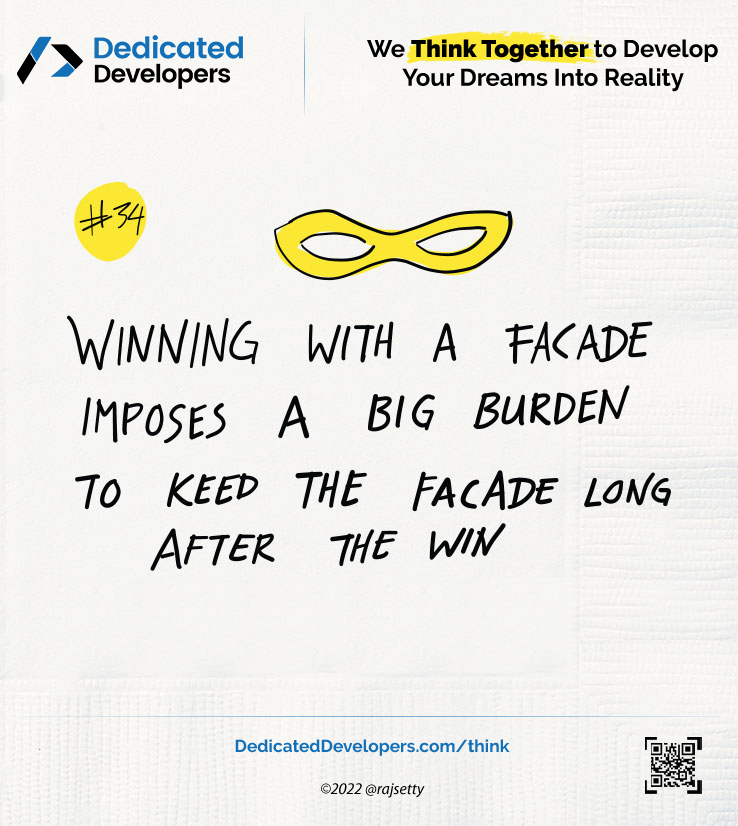 Dedicated
Developers
We Think Together to Develop
Your Dreams Into Reality
#34
WINNING WITH A FACADE
IMPOSES A BIG BURDEN
TO KEED THE FACADE LONG
AFTER THE WIN
DedicatedDevelopers.com/think
©2022 @rajsetty